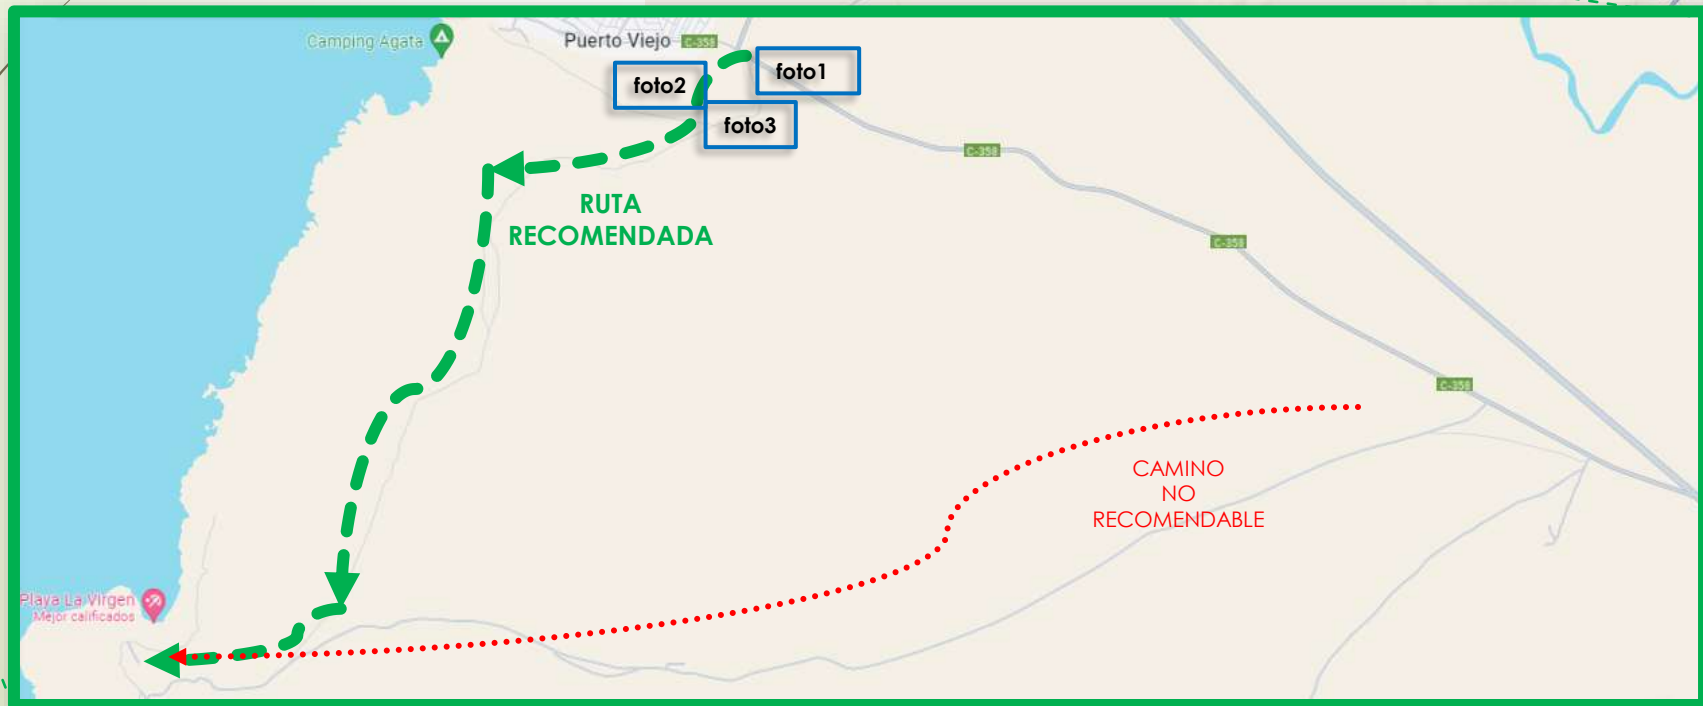 Camping Agata
Puerto Viejo
C-358
foto1
foto2
foto3
C-358
RUTA
RECOMENDADA
C-358
C-358
CAMINO
NO
RECOMENDABLE
Playa La Virgen
Mejor calificados